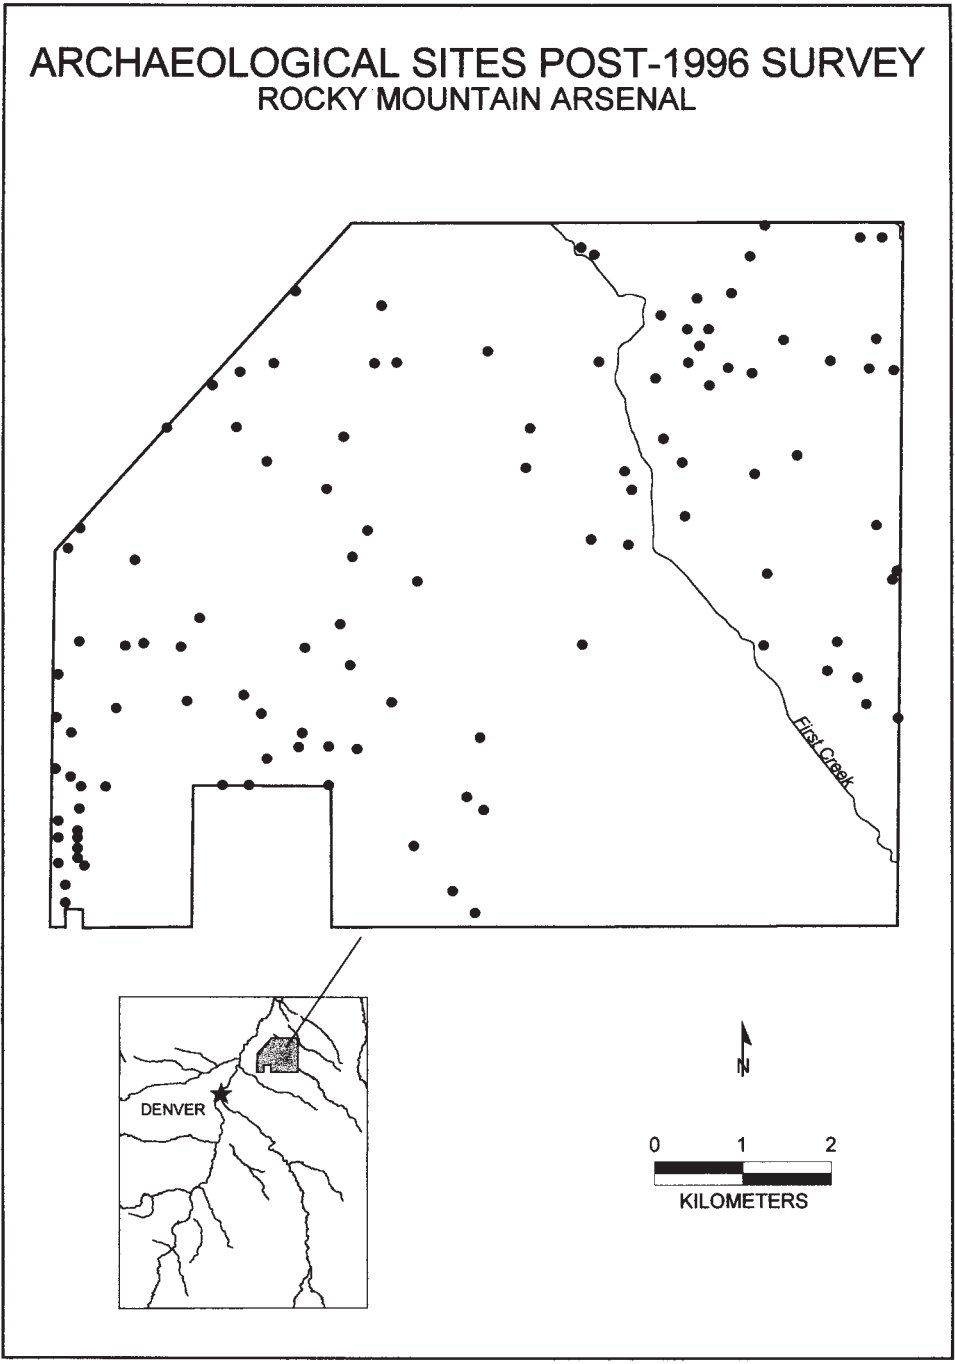 ARCHAEOLOGICAL SITES POST-1996 SURVEY
ROCKY MOUNTAIN ARSENAL
First Creek
DENVER
N
0 1 2
KILOMETERS